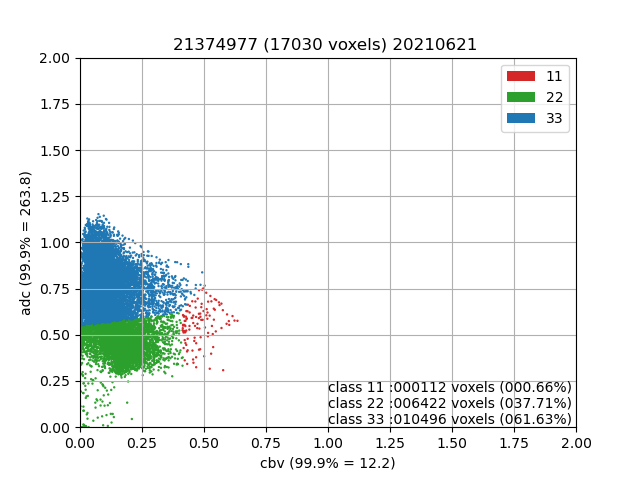 21374977 (17030 voxels) 20210621
2.00
1.75
1.50
1.25
1.00
0.75
0.50
0.25
0.00
adc (99.9% = 263.8)
11
22
33
class 11 :000112 voxels (000.66%)
class 22 :006422 voxels (037.71%)
class 33 :010496 voxels (061.63%)
0.00 0.25 0.50 0.75 1.00 1.25 1.50 1.75 2.00
cbv (99.9% = 12.2)